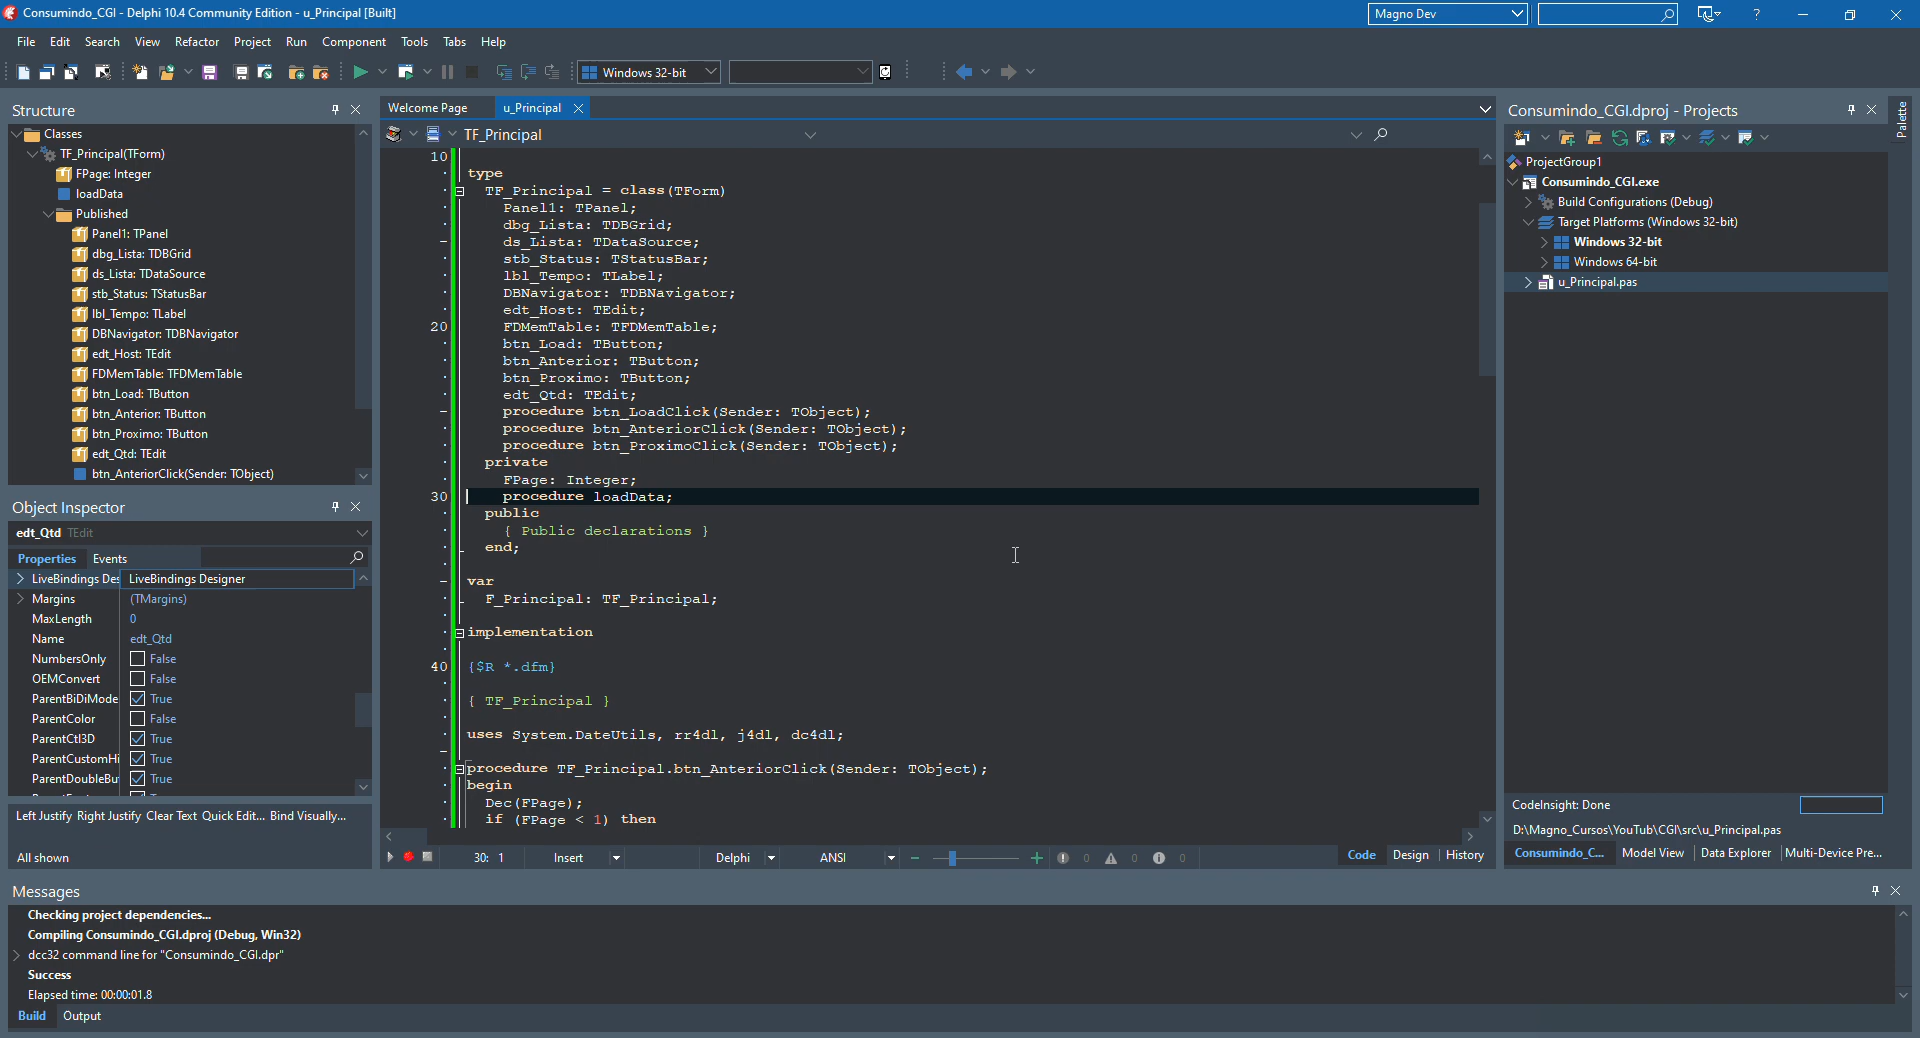 Consumindo_CGI - Delphi 10.4 Community Edition - u_Principal [Built]
Magno Dev
?
File Edit Search View Refactor Project Run Component Tools Tabs Help
Windows 32-bit
Structure
Classes
TF_Principal(TForm)
FPage: Integer
loadData
Published
Panel1: TPanel
dbg_Lista: TDBGrid
ds_Lista: TDataSource
stb_Status: TStatusBar
lbl_Tempo: TLabel
DBNavigator: TDBNavigator
edt_Host: TEdit
FDMemTable: TFDMemTable
btn_Load: TButton
btn_Anterior: TButton
btn_Proximo: TButton
edt_Qtd: TEdit
btn_AnteriorClick(Sender: TObject)
Object Inspector
edt_Qtd TEdit
Properties Events
LiveBindings Des LiveBindings Designer
Margins (TMargins)
MaxLength 0
Name edt_Qtd
NumbersOnly False
OEMConvert False
ParentBiDiMode True
ParentColor False
ParentCtl3D True
ParentCustomHi True
ParentDoubleBu True
Left Justify Right Justify Clear Text Quick Edit... Bind Visually...
All shown
Welcome Page u_Principal
TF_Principal
10
type
TF_Principal = class(TForm)
Panel1: TPanel;
dbg_Lista: TDBGrid;
ds_Lista: TDataSource;
stb_Status: TStatusBar;
lbl_Tempo: TLabel;
DBNavigator: TDBNavigator;
edt_Host: TEdit;
20 FDMemTable: TFDMemTable;
btn_Load: TButton;
btn_Anterior: TButton;
btn_Proximo: TButton;
edt_Qtd: TEdit;
procedure btn_LoadClick(Sender: TObject);
procedure btn_AnteriorClick(Sender: TObject);
procedure btn_ProximoClick(Sender: TObject);
private
FPage: Integer;
30 procedure loadData;
public
{ Public declarations }
end;
var
F_Principal: TF_Principal;
implementation
40 {$R *.dfm}
{ TF_Principal }
uses System.DateUtils, rr4dl, j4dl, dc4dl;
procedure TF_Principal.btn_AnteriorClick(Sender: TObject);
begin
Dec(FPage);
if (FPage < 1) then
30: 1 Insert Delphi ANSI 0 0 0 Code Design History
Consumindo_CGI.dproj - Projects
Palette
ProjectGroup1
Consumindo_CGI.exe
Build Configurations (Debug)
Target Platforms (Windows 32-bit)
Windows 32-bit
Windows 64-bit
u_Principal.pas
CodeInsight: Done
D:\Magno_Cursos\YouTub\CGI\src\u_Principal.pas
Consumindo_C... Model View Data Explorer Multi-Device Pre...
Messages
Checking project dependencies...
Compiling Consumindo_CGI.dproj (Debug, Win32)
dcc32 command line for "Consumindo_CGI.dpr"
Success
Elapsed time: 00:00:01.8
Build Output